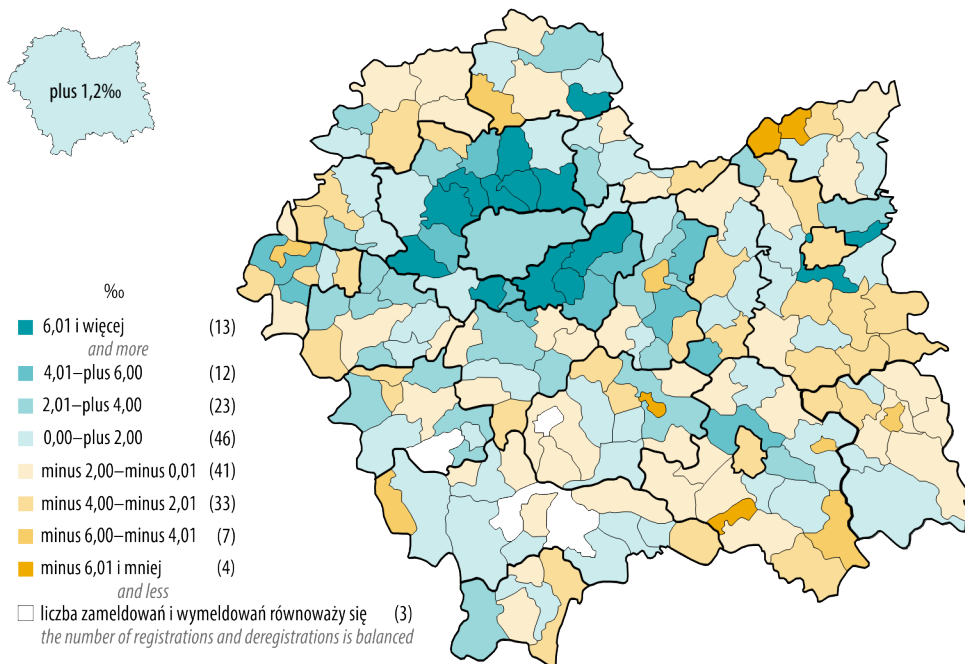 plus 1,2‰
‰
6,01 i więcej (13)
and more
4,01–plus 6,00 (12)
2,01–plus 4,00 (23)
0,00–plus 2,00 (46)
minus 2,00–minus 0,01 (41)
minus 4,00–minus 2,01 (33)
minus 6,00–minus 4,01 (7)
minus 6,01 i mniej (4)
and less
liczba zameldowań i wymeldowań równoważy się (3)
the number of registrations and deregistrations is balanced